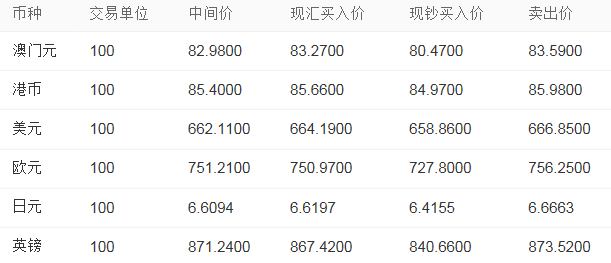 币种 交易单位 中间价 现汇买入价 现钞买入价 卖出价
澳门元 100 82.9800 83.2700 80.4700 83.5900
港币 100 85.4000 85.6600 84.9700 85.9800
美元 100 662.1100 664.1900 658.8600 666.8500
欧元 100 751.2100 750.9700 727.8000 756.2500
日元 100 6.6094 6.6197 6.4155 6.6663
英镑 100 871.2400 867.4200 840.6600 873.5200